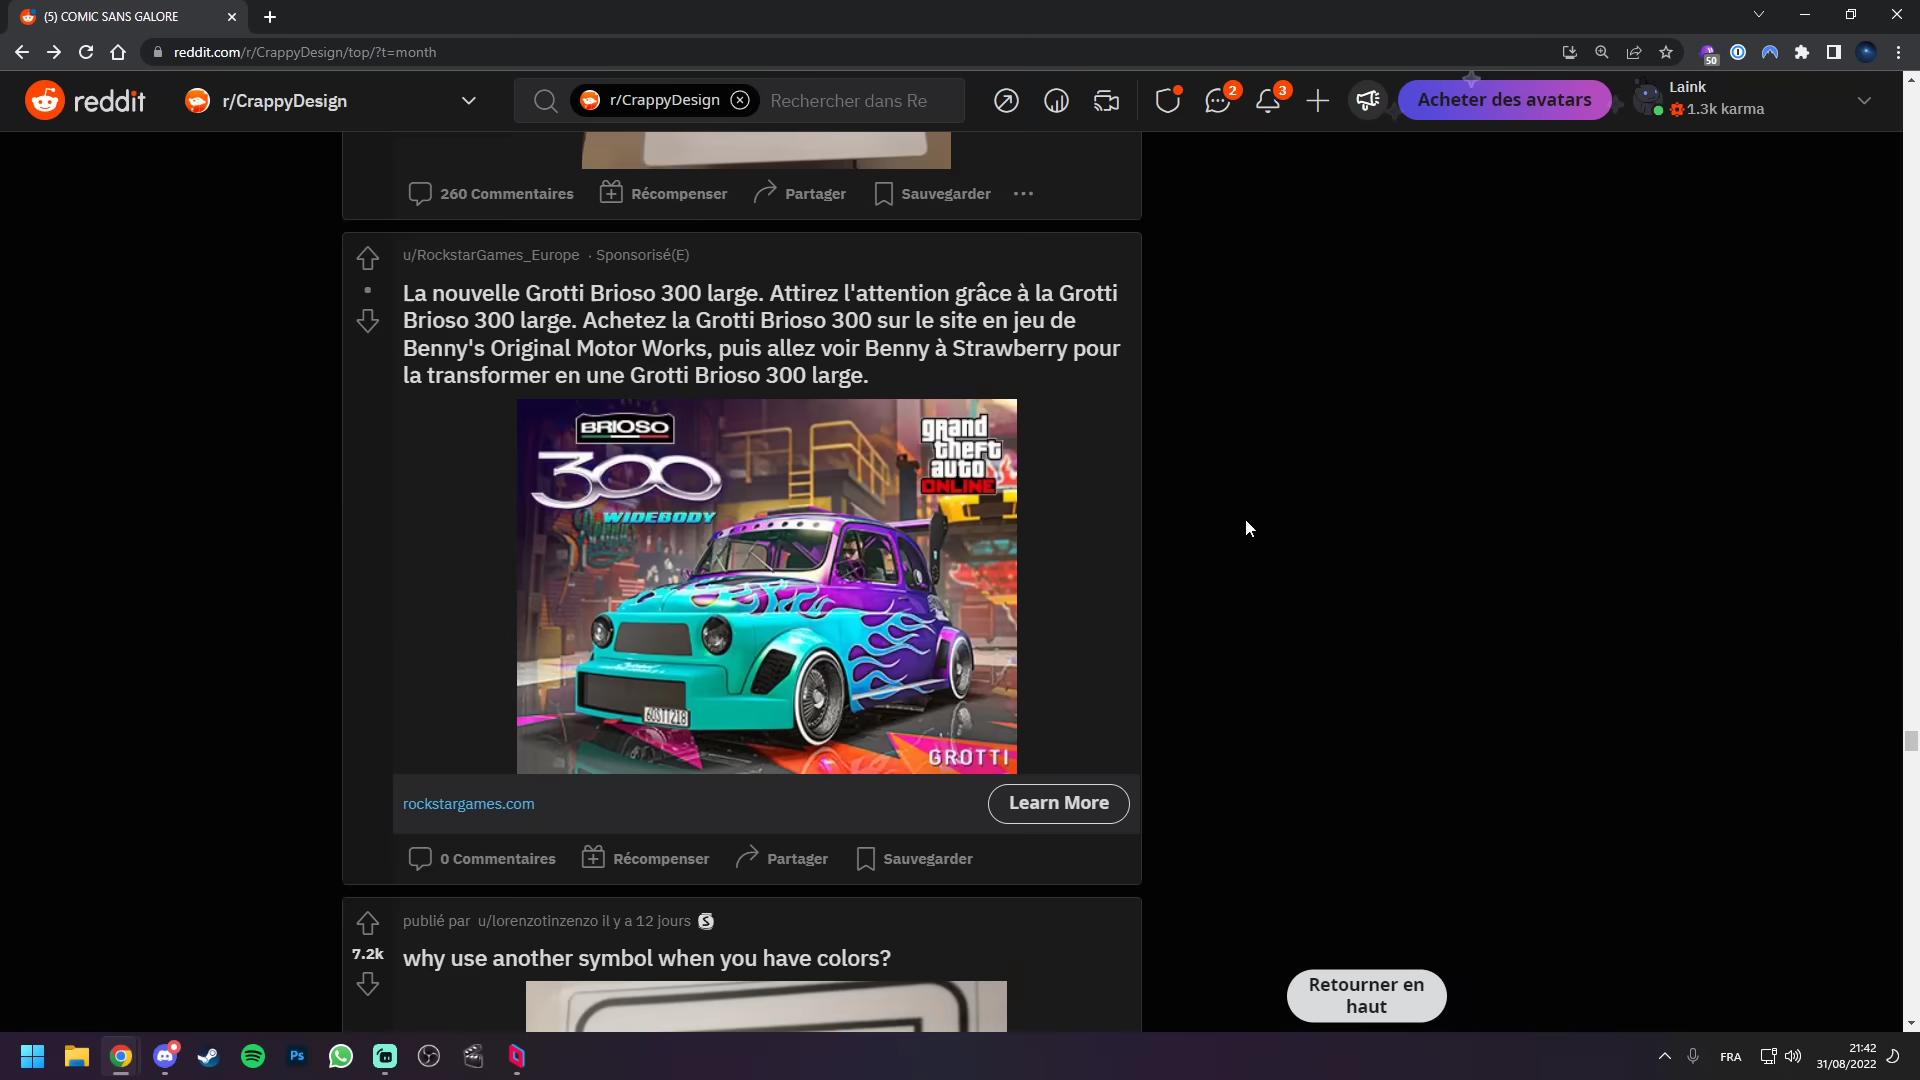 (5) COMIC SANS GALORE
reddit.com/r/CrappyDesign/top/?t=month
50
reddit
r/CrappyDesign
r/CrappyDesign
Rechercher dans Re
2
3
Acheter des avatars
Laink
1.3k karma
260 Commentaires
Récompenser
Partager
Sauvegarder
u/RockstarGames_Europe · Sponsorisé(E)
La nouvelle Grotti Brioso 300 large. Attirez l'attention grâce à la Grotti
Brioso 300 large. Achetez la Grotti Brioso 300 sur le site en jeu de
Benny's Original Motor Works, puis allez voir Benny à Strawberry pour
la transformer en une Grotti Brioso 300 large.
BRIOSO
300
WIDEBODY
grand
theft
auto
ONLINE
GROTTI
rockstargames.com
Learn More
0 Commentaires
Récompenser
Partager
Sauvegarder
publié par u/lorenzotinzenzo il y a 12 jours
7.2k
why use another symbol when you have colors?
Retourner en
haut
Ps
FRA
21:42
31/08/2022